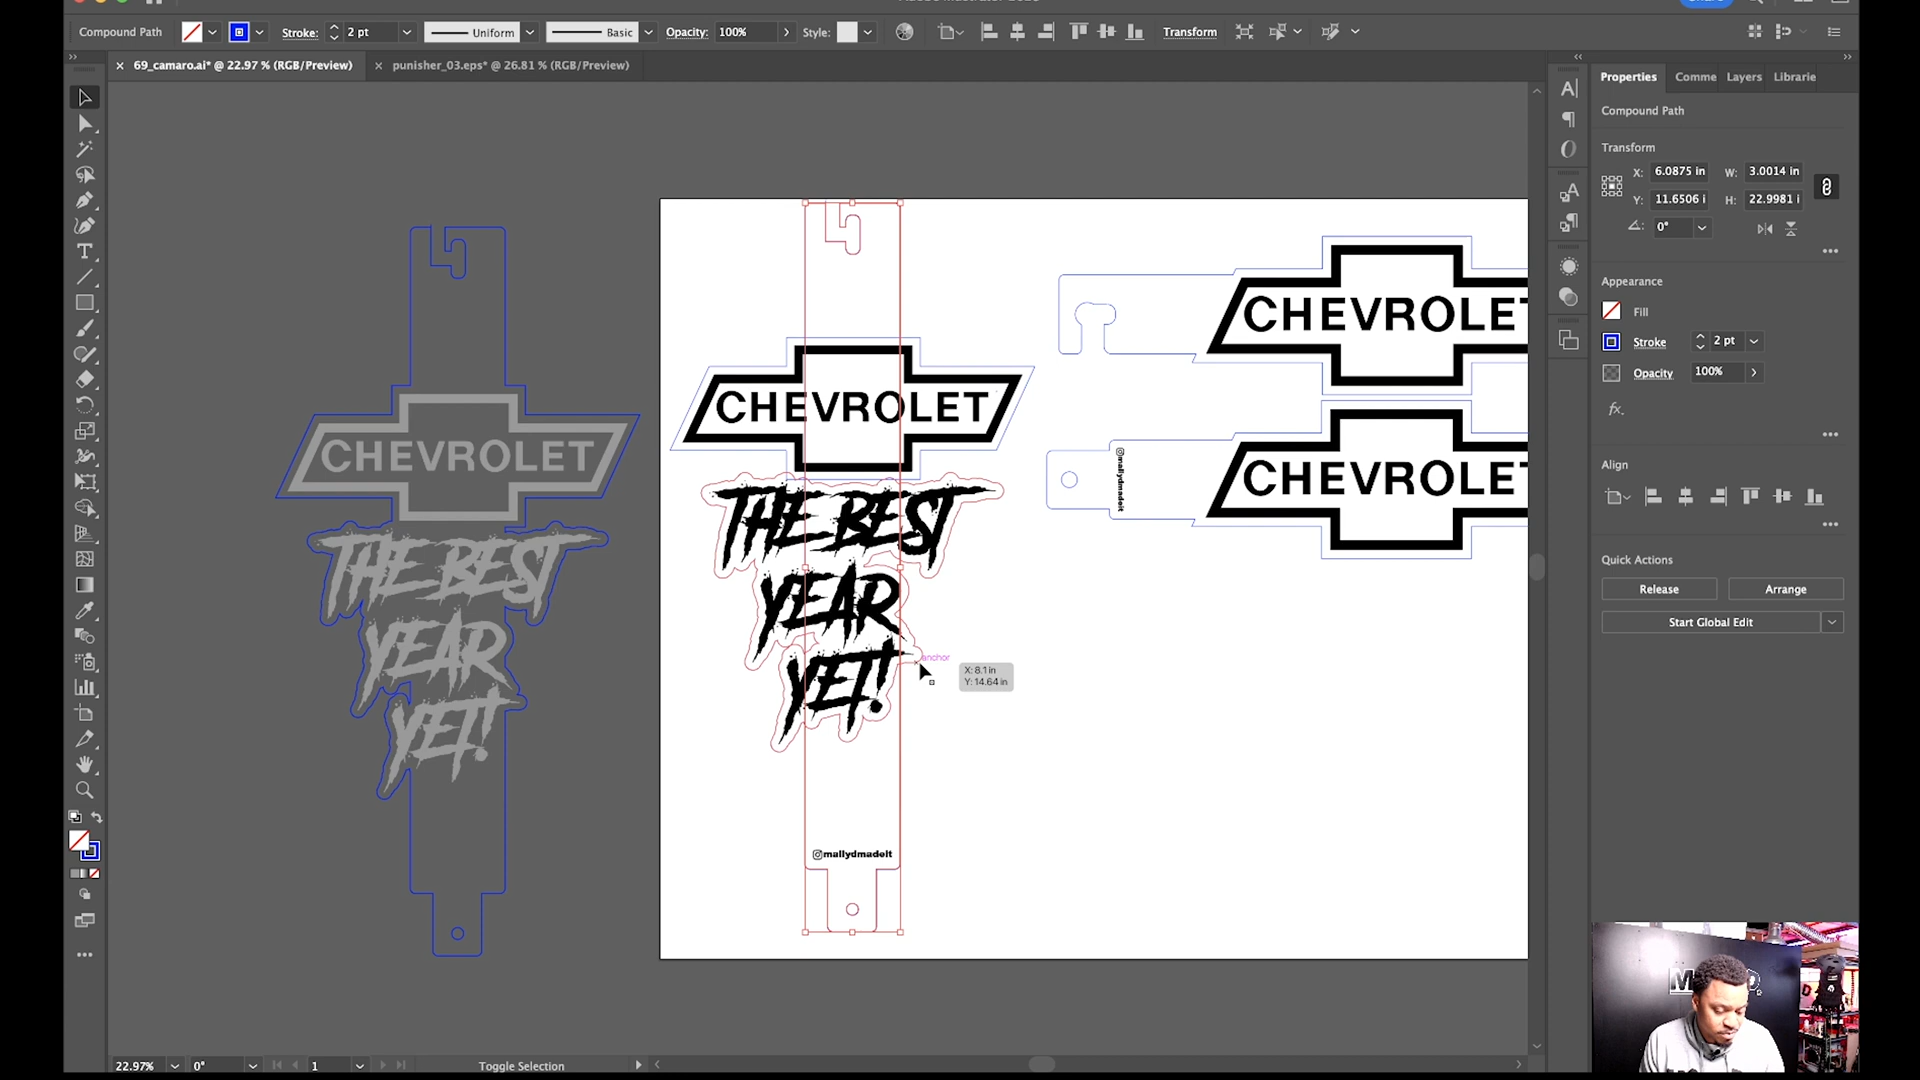 Compound Path
Stroke:
2 pt
Uniform
Basic
Opacity:
100%
Style:
Transform
69_camaro.ai* @ 22.97 % (RGB/Preview)
punisher_03.eps* @ 26.81 % (RGB/Preview)
Properties
Comme
Layers
Librarie
Compound Path
Transform
X:
6.0875 in
W:
3.0014 in
Y:
11.6506 i
H:
22.9981 i
0°
Appearance
Fill
Stroke
2 pt
Opacity
100%
fx.
Align
Quick Actions
Release
Arrange
Start Global Edit
CHEVROLET
THE BEST
YEAR
YET!
CHEVROLET
THE BEST
YEAR
YET!
@mallydmadeit
anchor
X: 8.1 in
Y: 14.64 in
CHEVROLET
mallydmadeit
CHEVROLET
22.97%
0°
1
Toggle Selection